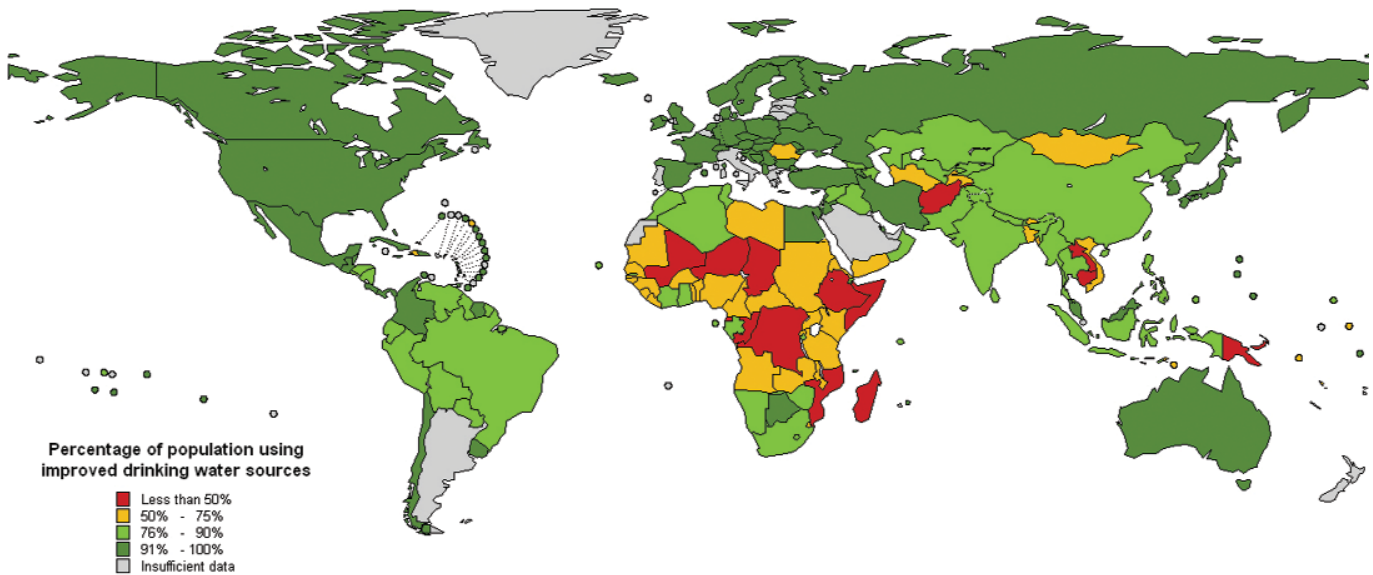 Percentage of population using
improved drinking water sources
Less than 50%
50% - 75%
76% - 90%
91% - 100%
Insufficient data